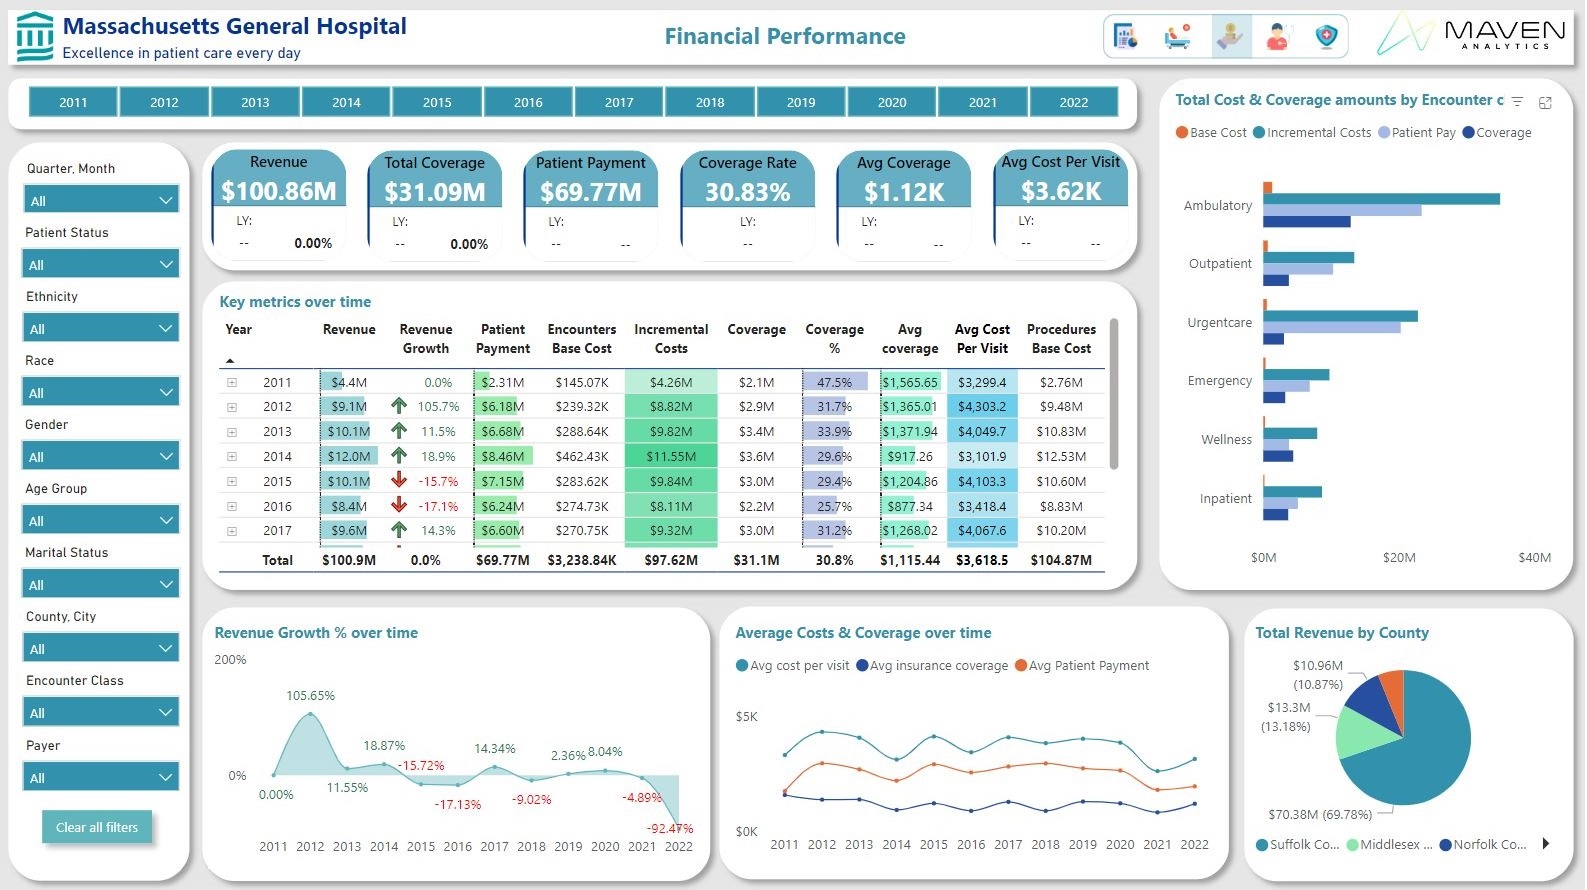 Massachusetts General Hospital
Excellence in patient care every day
Financial Performance
MAVEN
ANALYTICS
2011 2012 2013 2014 2015 2016 2017 2018 2019 2020 2021 2022
Quarter, Month
All
Patient Status
All
Ethnicity
All
Race
All
Gender
All
Age Group
All
Marital Status
All
County, City
All
Encounter Class
All
Payer
All
Clear all filters
Revenue
$100.86M
LY:
-- 0.00%
Total Coverage
$31.09M
LY:
-- 0.00%
Patient Payment
$69.77M
LY:
-- --
Coverage Rate
30.83%
LY:
--
Avg Coverage
$1.12K
LY:
-- --
Avg Cost Per Visit
$3.62K
LY:
-- --
Key metrics over time
Year Revenue Revenue Growth Patient Payment Encounters Base Cost Incremental Costs Coverage Coverage % Avg coverage Avg Cost Per Visit Procedures Base Cost
2011 $4.4M 0.0% $2.31M $145.07K $4.26M $2.1M 47.5% $1,565.65 $3,299.4 $2.76M
2012 $9.1M 105.7% $6.18M $239.32K $8.82M $2.9M 31.7% $1,365.01 $4,303.2 $9.48M
2013 $10.1M 11.5% $6.68M $288.64K $9.82M $3.4M 33.9% $1,371.94 $4,049.7 $10.83M
2014 $12.0M 18.9% $8.46M $462.43K $11.55M $3.6M 29.6% $917.26 $3,101.9 $12.53M
2015 $10.1M -15.7% $7.15M $283.62K $9.84M $3.0M 29.4% $1,204.86 $4,103.3 $10.60M
2016 $8.4M -17.1% $6.24M $274.73K $8.11M $2.2M 25.7% $877.34 $3,418.4 $8.83M
2017 $9.6M 14.3% $6.60M $270.75K $9.32M $3.0M 31.2% $1,268.02 $4,067.6 $10.20M
Total $100.9M 0.0% $69.77M $3,238.84K $97.62M $31.1M 30.8% $1,115.44 $3,618.5 $104.87M
Total Cost & Coverage amounts by Encounter c
Base Cost Incremental Costs Patient Pay Coverage
Ambulatory
Outpatient
Urgentcare
Emergency
Wellness
Inpatient
$0M $20M $40M
Revenue Growth % over time
200%
0%
0.00%
105.65%
11.55%
18.87%
-15.72%
-17.13%
14.34%
-9.02%
2.36%
8.04%
-4.89%
-92.47%
2011 2012 2013 2014 2015 2016 2017 2018 2019 2020 2021 2022
Average Costs & Coverage over time
Avg cost per visit Avg insurance coverage Avg Patient Payment
$5K
$0K
2011 2012 2013 2014 2015 2016 2017 2018 2019 2020 2021 2022
Total Revenue by County
$10.96M
(10.87%)
$13.3M
(13.18%)
$70.38M (69.78%)
Suffolk Co... Middlesex ... Norfolk Co...